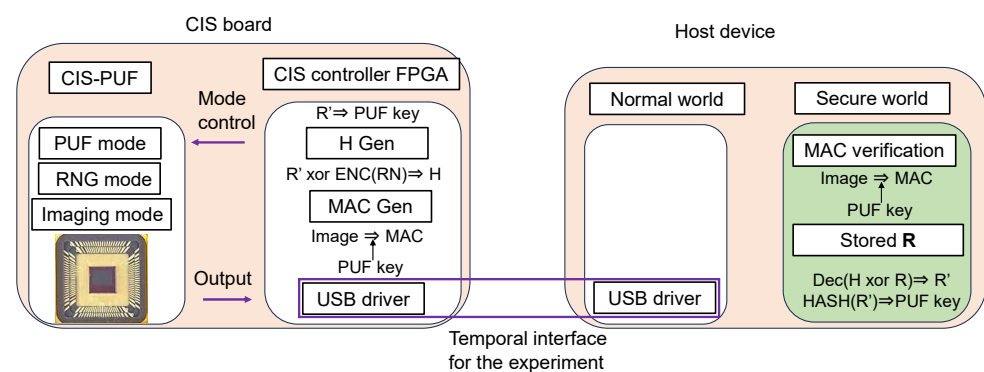 CIS board
Host device
CIS-PUF
CIS controller FPGA
Mode
control
PUF mode
RNG mode
Imaging mode
Output
R'⇒ PUF key
H Gen
R' xor ENC(RN)⇒ H
MAC Gen
Image ⇒ MAC
PUF key
USB driver
Normal world
USB driver
Secure world
MAC verification
Image ⇒ MAC
PUF key
Stored R
Dec(H xor R)⇒ R'
HASH(R')⇒PUF key
Temporal interface
for the experiment